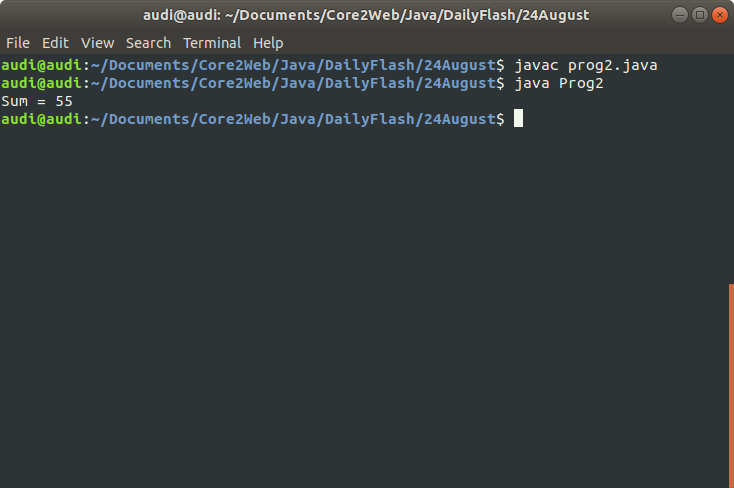 audi@audi: ~/Documents/Core2Web/Java/DailyFlash/24August
File Edit View Search Terminal Help
audi@audi:~/Documents/Core2Web/Java/DailyFlash/24August$ javac prog2.java
audi@audi:~/Documents/Core2Web/Java/DailyFlash/24August$ java Prog2
Sum = 55
audi@audi:~/Documents/Core2Web/Java/DailyFlash/24August$